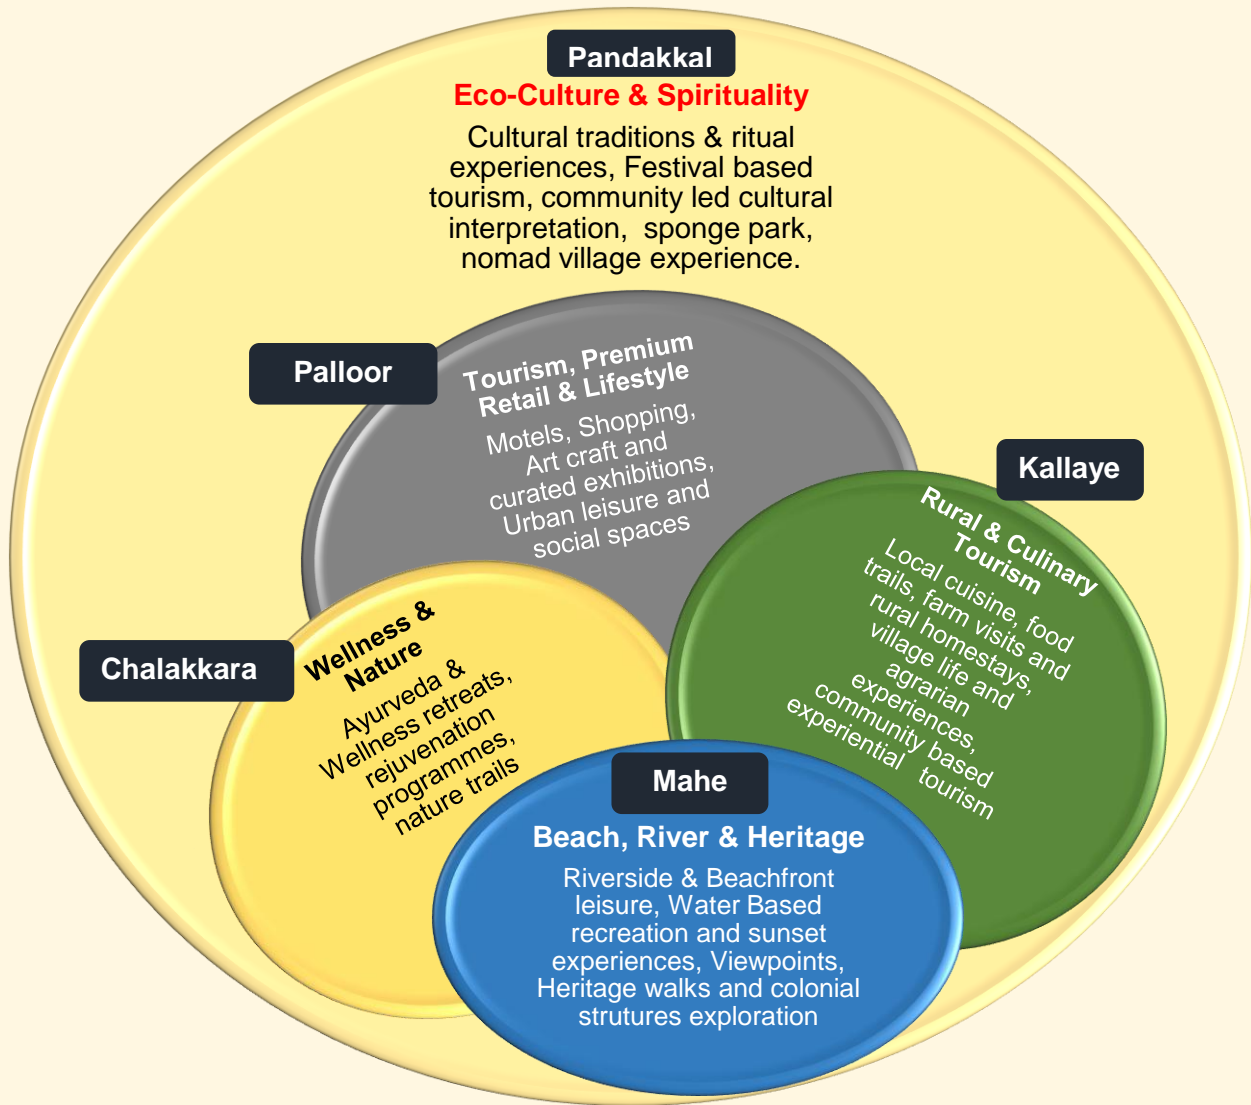 Pandakkal
Eco-Culture & Spirituality
Cultural traditions & ritual
experiences, Festival based
tourism, community led cultural
interpretation, sponge park,
nomad village experience.
Palloor
Tourism, Premium
Retail & Lifestyle
Motels, Shopping,
Art craft and
curated exhibitions,
Urban leisure and
social spaces
Kallaye
Rural & Culinary
Tourism
Local cuisine, food
trails, farm visits and
rural homestays,
village life and
agrarian
experiences,
community based
experiential tourism
Chalakkara
Wellness &
Nature
Ayurveda &
Wellness retreats,
rejuvenation
programmes,
nature trails
Mahe
Beach, River & Heritage
Riverside & Beachfront
leisure, Water Based
recreation and sunset
experiences, Viewpoints,
Heritage walks and colonial
strutures exploration